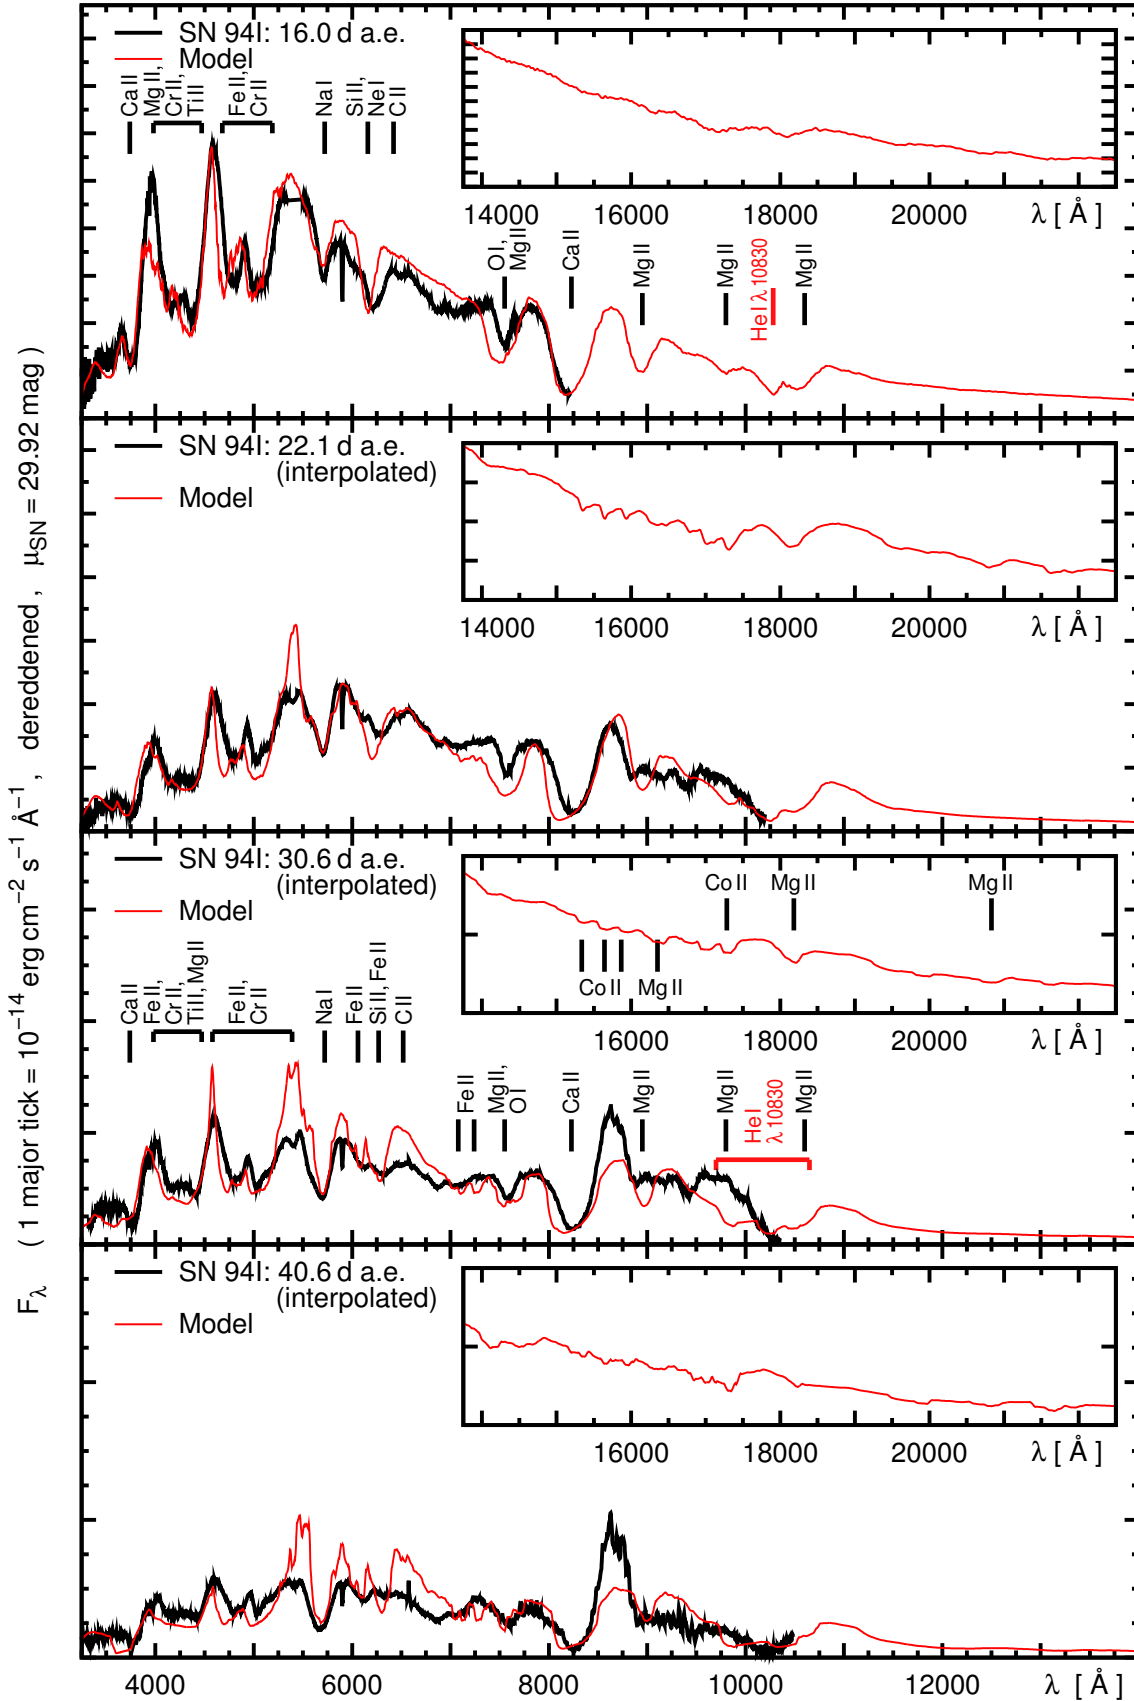 SN 94I: 16.0 d a.e.
Model
Ca II
Mg II,
Cr II,
Ti II
Fe II,
Cr II
Na I
Si II,
Ne I
C II
14000 16000 18000 20000 λ [ Å ]
O I,
Mg II
Ca II
Mg II
Mg II
He I λ 10830
Mg II
SN 94I: 22.1 d a.e.
(interpolated)
Model
14000 16000 18000 20000 λ [ Å ]
SN 94I: 30.6 d a.e.
(interpolated)
Model
Co II Mg II Mg II
Co II Mg II
16000 18000 20000 λ [ Å ]
Ca II
Fe II,
Cr II,
Ti II, Mg II
Fe II,
Cr II
Na I
Fe II
Si II, Fe II
C II
Fe II
Mg II,
O I
Ca II
Mg II
Mg II
He I
λ 10830
Mg II
SN 94I: 40.6 d a.e.
(interpolated)
Model
16000 18000 20000 λ [ Å ]
4000 6000 8000 10000 12000 λ [ Å ]
F_λ ( 1 major tick = 10⁻¹⁴ erg cm⁻² s⁻¹ Å⁻¹ , dereddened , μ_SN = 29.92 mag )